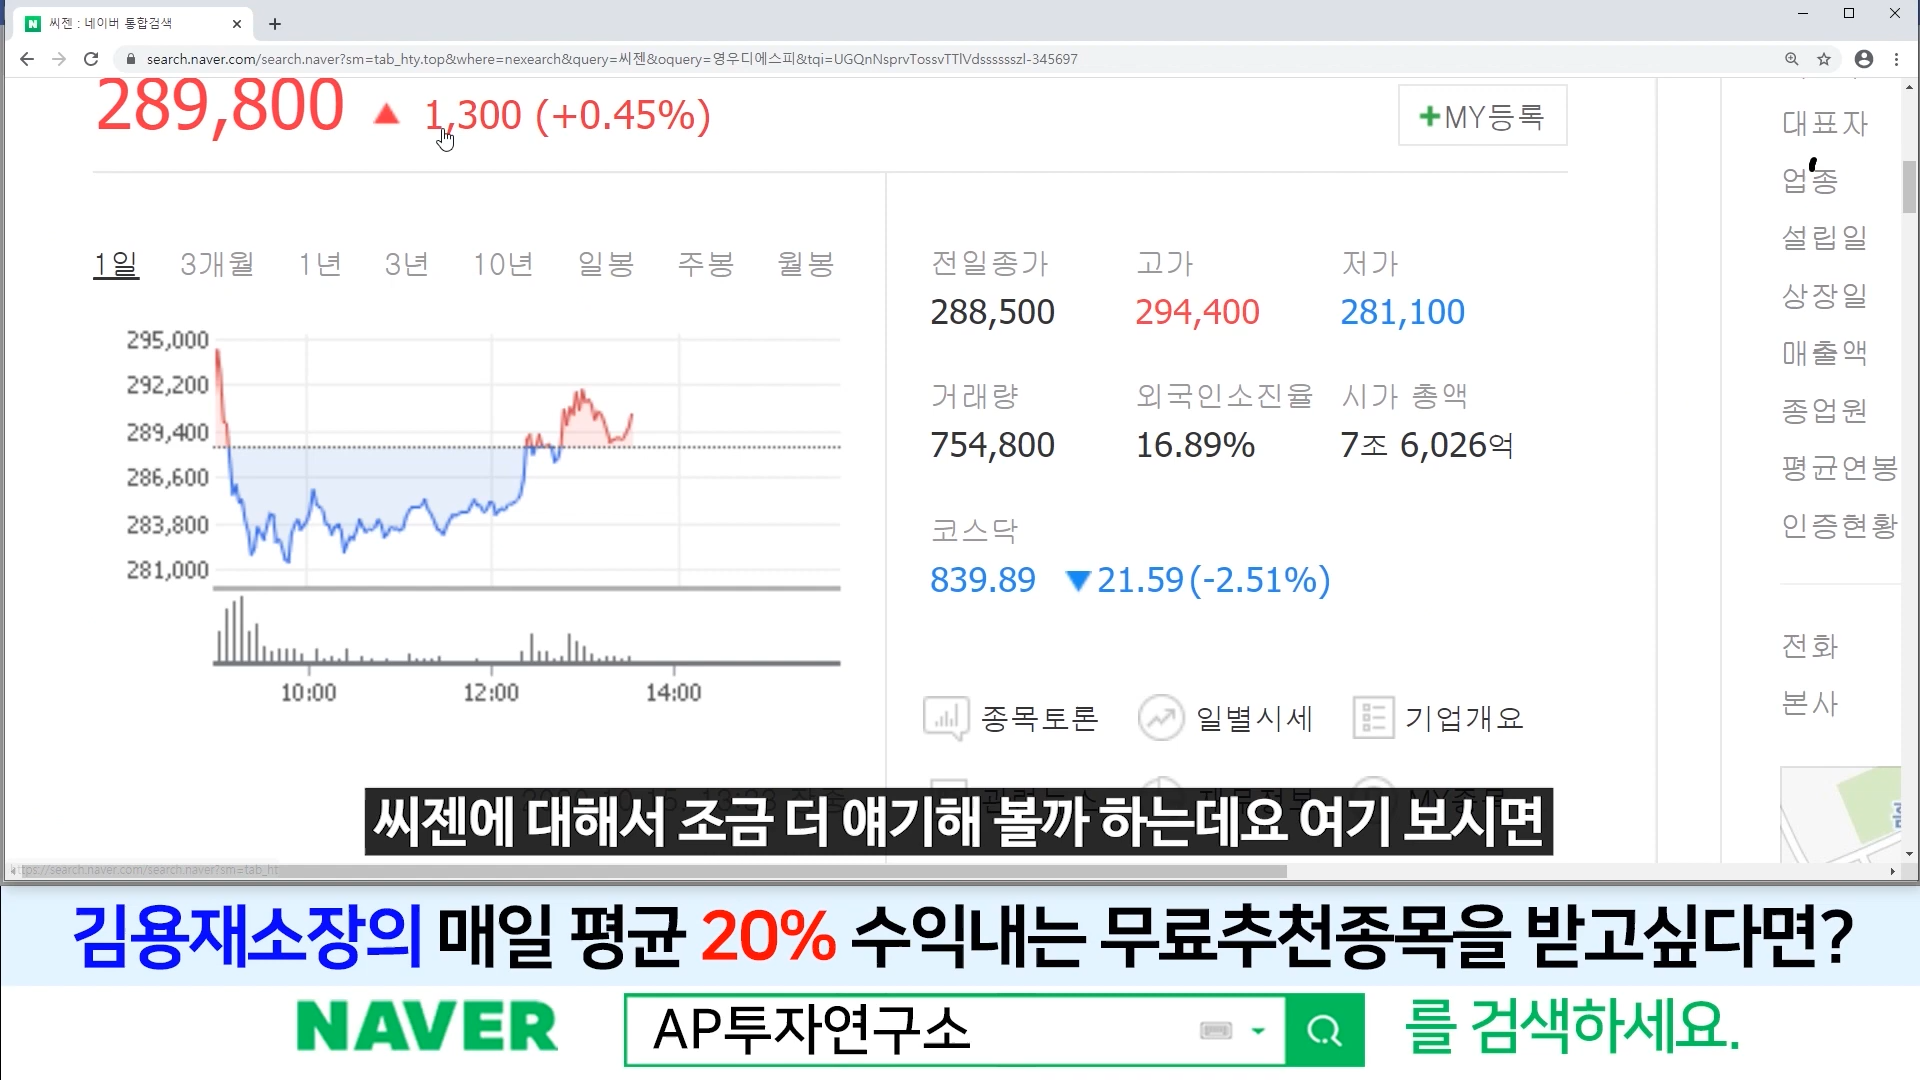 씨젠 : 네이버 통합검색
search.naver.com/search.naver?sm=tab_hty.top&where=nexearch&query=씨젠&oquery=영우디에스피&tqi=UGQnNsprvTossvTTlVdsssssszl-345697
289,800 ▲ 1,300 (+0.45%)
+MY등록
1일 3개월 1년 3년 10년 일봉 주봉 월봉
295,000
292,200
289,400
286,600
283,800
281,000
10:00 12:00 14:00
전일종가 고가 저가
288,500 294,400 281,100
거래량 외국인소진율 시가 총액
754,800 16.89% 7조 6,026억
코스닥
839.89 ▼21.59(-2.51%)
종목토론 일별시세 기업개요
대표자
업종
설립일
상장일
매출액
종업원
평균연봉
인증현황
전화
본사
씨젠에 대해서 조금 더 얘기해 볼까 하는데요 여기 보시면
ttps://search.naver.com/search.naver?sm=tab_ht
김용재소장의 매일 평균 20% 수익내는 무료추천종목을 받고싶다면?
NAVER AP투자연구소 를 검색하세요.